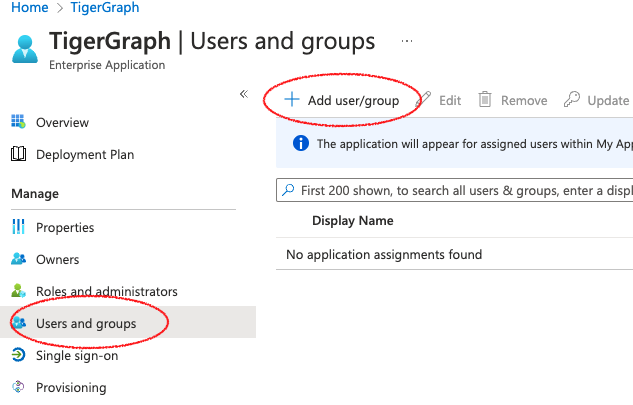 Home > TigerGraph >
TigerGraph | Users and groups ...
Enterprise Application
«
+ Add user/group Edit Remove Update
Overview
Deployment Plan
The application will appear for assigned users within My App
Manage
First 200 shown, to search all users & groups, enter a displ
Display Name
Properties
No application assignments found
Owners
Roles and administrators
Users and groups
Single sign-on
Provisioning